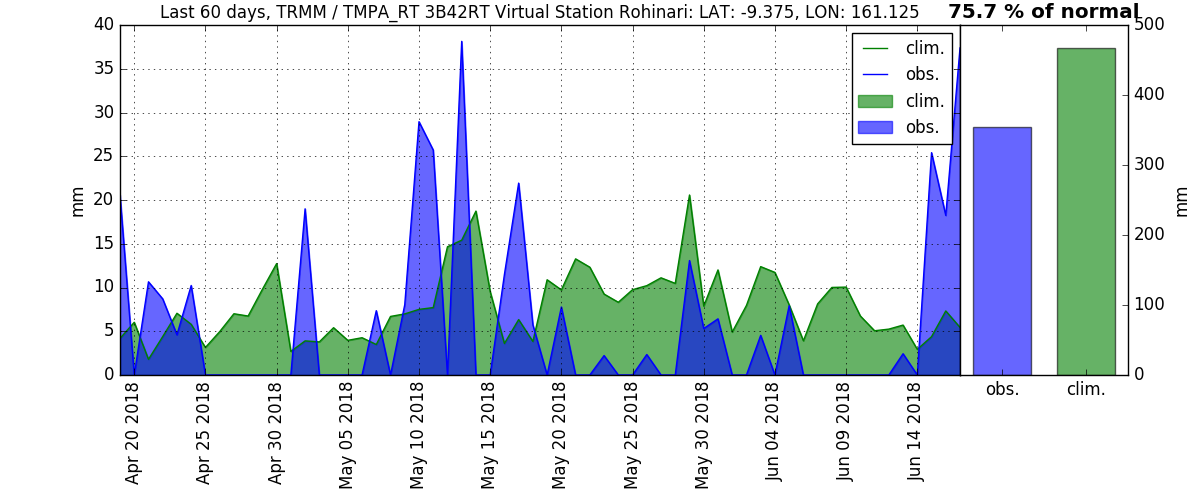 Last 60 days, TRMM / TMPA_RT 3B42RT Virtual Station Rohinari: LAT: -9.375, LON: 161.125
75.7 % of normal
40
35
30
25
20
15
10
5
0
mm
clim.
obs.
clim.
obs.
500
400
300
200
100
0
mm
obs.
clim.
Apr 20 2018
Apr 25 2018
Apr 30 2018
May 05 2018
May 10 2018
May 15 2018
May 20 2018
May 25 2018
May 30 2018
Jun 04 2018
Jun 09 2018
Jun 14 2018